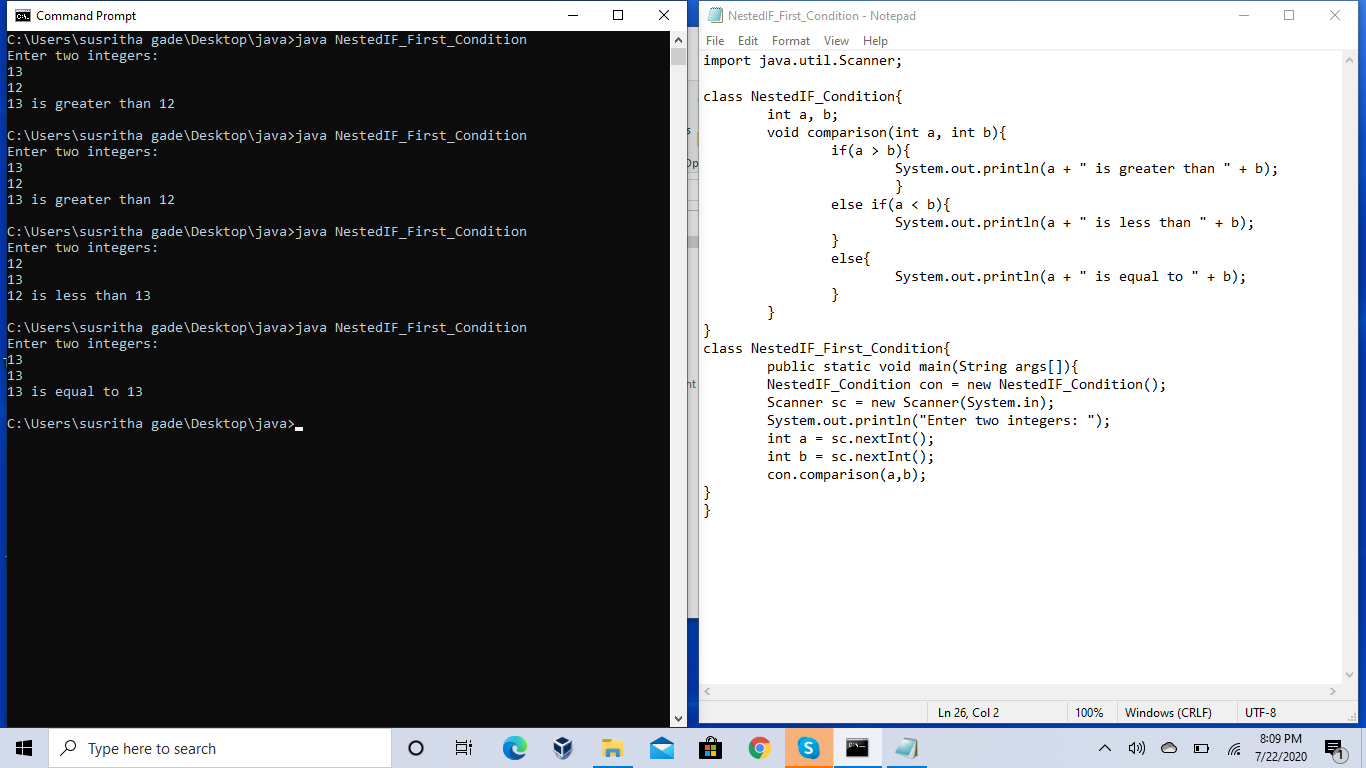 Command Prompt
C:\Users\susritha gade\Desktop\java>java NestedIF_First_Condition
Enter two integers:
13
12
13 is greater than 12
C:\Users\susritha gade\Desktop\java>java NestedIF_First_Condition
Enter two integers:
13
12
13 is greater than 12
C:\Users\susritha gade\Desktop\java>java NestedIF_First_Condition
Enter two integers:
12
13
12 is less than 13
C:\Users\susritha gade\Desktop\java>java NestedIF_First_Condition
Enter two integers:
13
13
13 is equal to 13
C:\Users\susritha gade\Desktop\java>
NestedIF_First_Condition - Notepad
File Edit Format View Help
import java.util.Scanner;
class NestedIF_Condition{
int a, b;
void comparison(int a, int b){
if(a > b){
System.out.println(a + " is greater than " + b);
}
else if(a < b){
System.out.println(a + " is less than " + b);
}
else{
System.out.println(a + " is equal to " + b);
}
}
}
class NestedIF_First_Condition{
public static void main(String args[]){
NestedIF_Condition con = new NestedIF_Condition();
Scanner sc = new Scanner(System.in);
System.out.println("Enter two integers: ");
int a = sc.nextInt();
int b = sc.nextInt();
con.comparison(a,b);
}
}
Ln 26, Col 2 100% Windows (CRLF) UTF-8
Type here to search
8:09 PM
7/22/2020
1